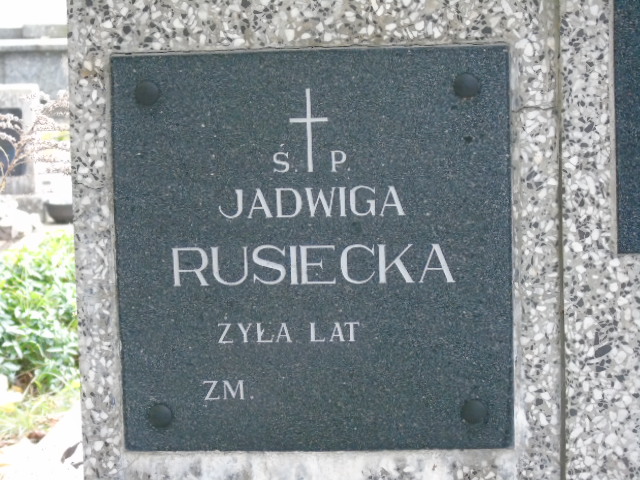 Ś. P.
JADWIGA
RUSIECKA
ŻYŁA LAT
ZM.